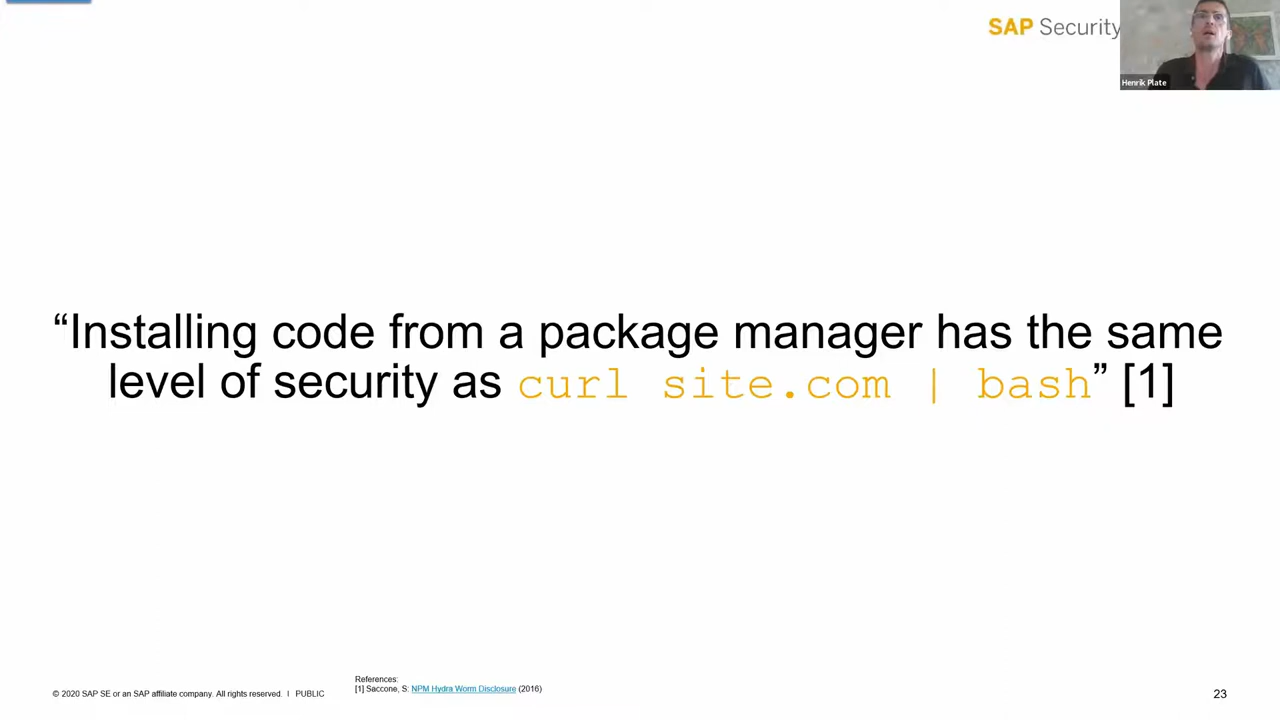 SAP Security
Henrik Plate
“Installing code from a package manager has the same
level of security as curl site.com | bash” [1]
References:
[1] Saccone, S: NPM Hydra Worm Disclosure (2016)
© 2020 SAP SE or an SAP affiliate company. All rights reserved. | PUBLIC
23